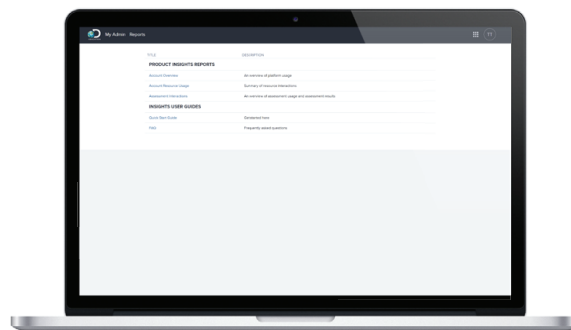 My Admin Reports
TITLE DESCRIPTION
PRODUCT INSIGHTS REPORTS
Account Overview An overview of platform usage
Account Resource Usage Summary of resource interactions
Assessment Interactions An overview of assessment usage and assessment results
INSIGHTS USER GUIDES
Quick Start Guide Get started here
FAQ Frequently asked questions